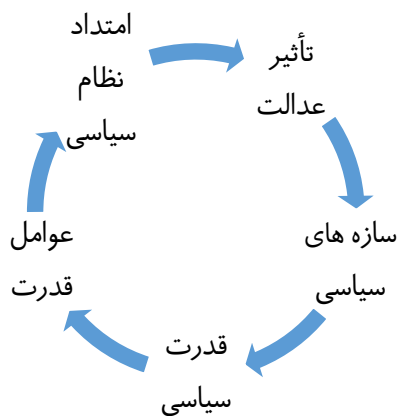 امتداد
نظام
سیاسی
تأثیر
عدالت
سازه های
سیاسی
قدرت
سیاسی
عوامل
قدرت